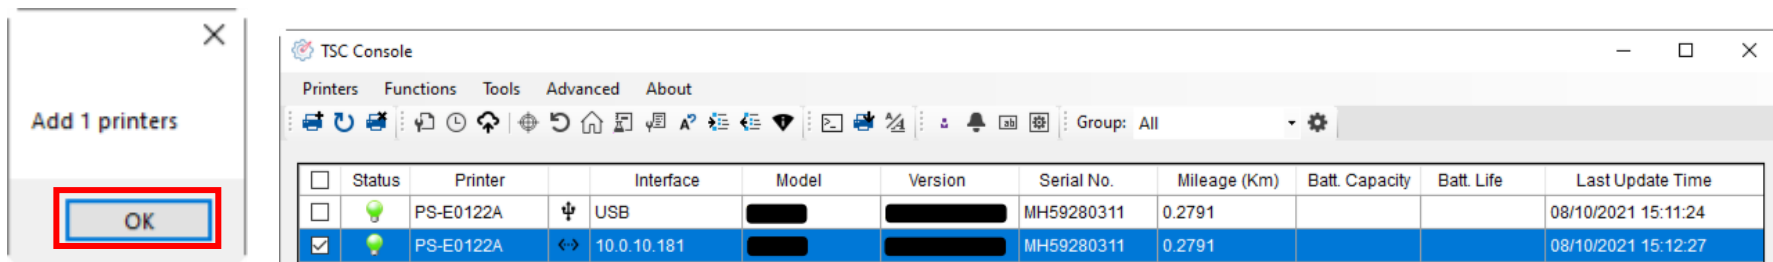 Add 1 printers
OK
TSC Console
Printers Functions Tools Advanced About
Group: All
Status Printer Interface Model Version Serial No. Mileage (Km) Batt. Capacity Batt. Life Last Update Time
PS-E0122A USB MH59280311 0.2791 08/10/2021 15:11:24
PS-E0122A 10.0.10.181 MH59280311 0.2791 08/10/2021 15:12:27